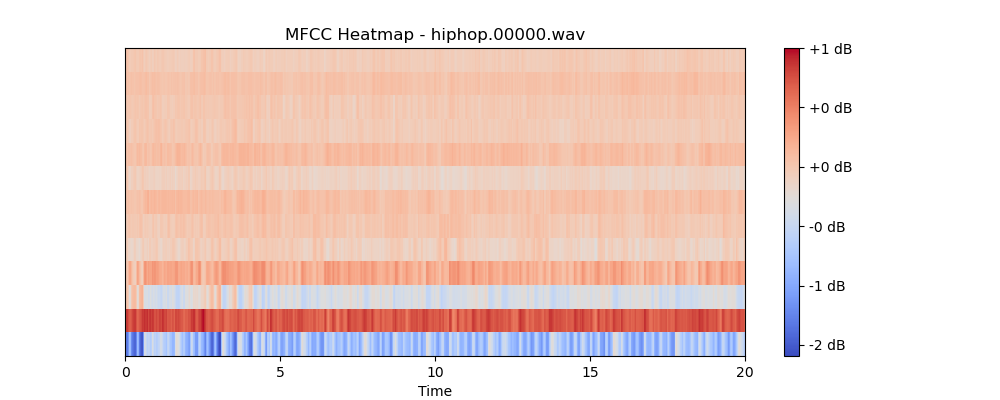 MFCC Heatmap - hiphop.00000.wav
+1 dB
+0 dB
+0 dB
-0 dB
-1 dB
-2 dB
0 5 10 15 20
Time